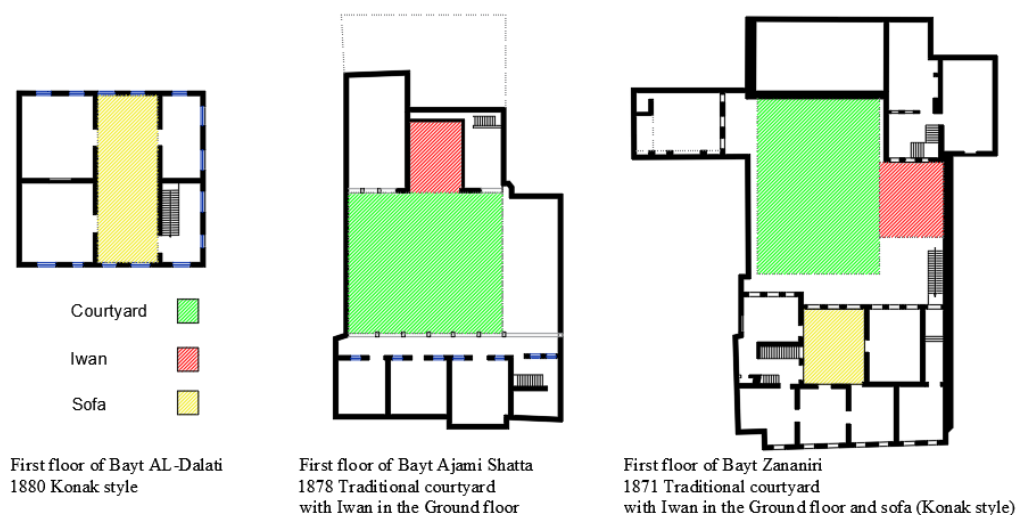 Courtyard
Iwan
Sofa
First floor of Bayt AL-Dalati
1880 Konak style
First floor of Bayt Ajami Shatta
1878 Traditional courtyard
with Iwan in the Ground floor
First floor of Bayt Zananiri
1871 Traditional courtyard
with Iwan in the Ground floor and sofa (Konak style)